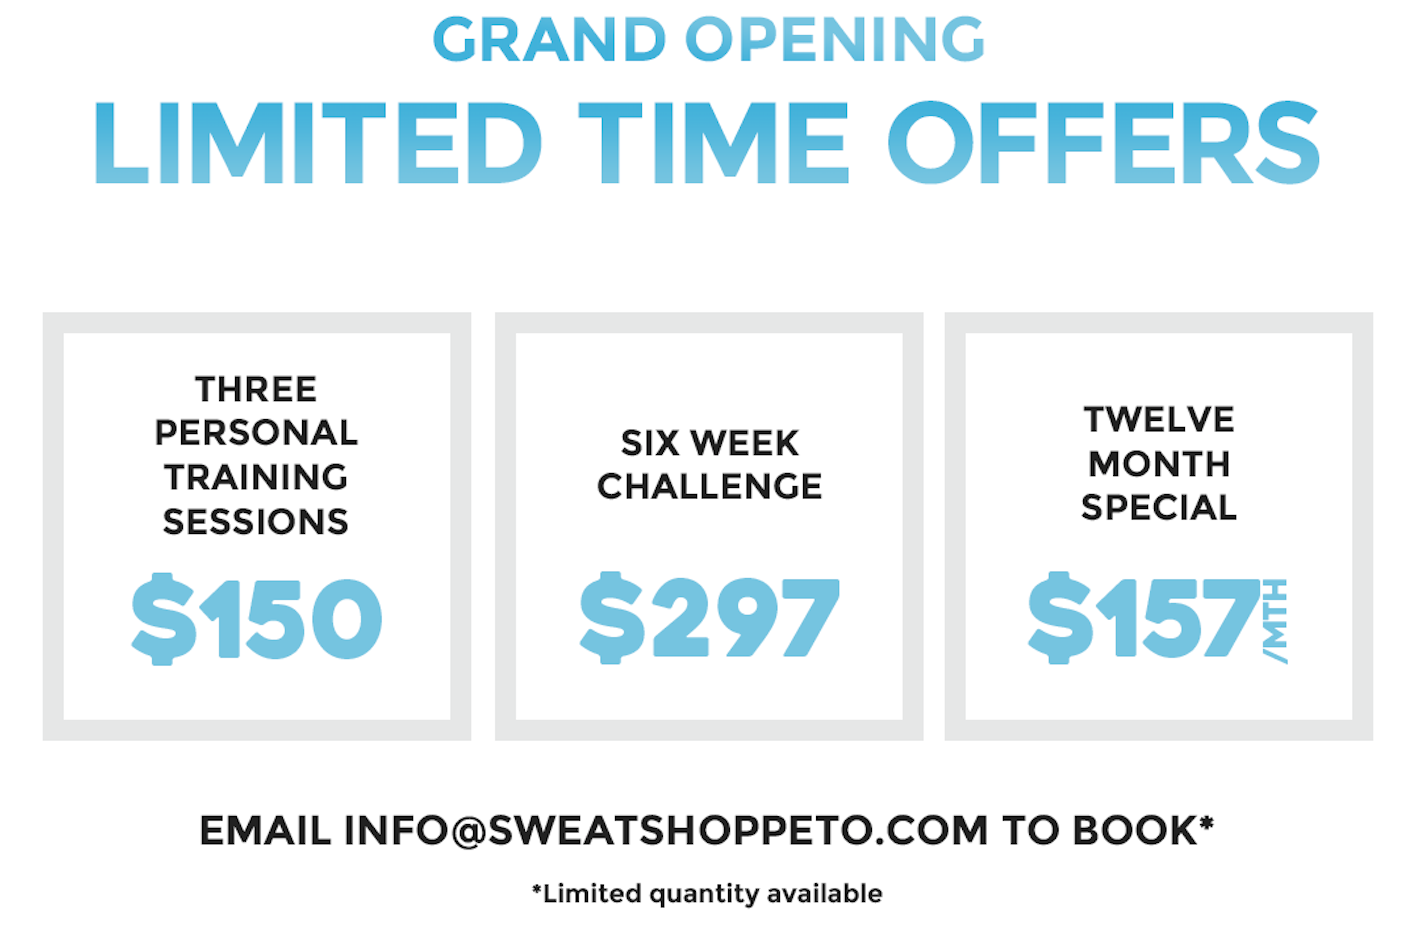 GRAND OPENING
LIMITED TIME OFFERS
THREE
PERSONAL
TRAINING
SESSIONS
$150
SIX WEEK
CHALLENGE
$297
TWELVE
MONTH
SPECIAL
$157/MTH
EMAIL INFO@SWEATSHOPPETO.COM TO BOOK*
*Limited quantity available